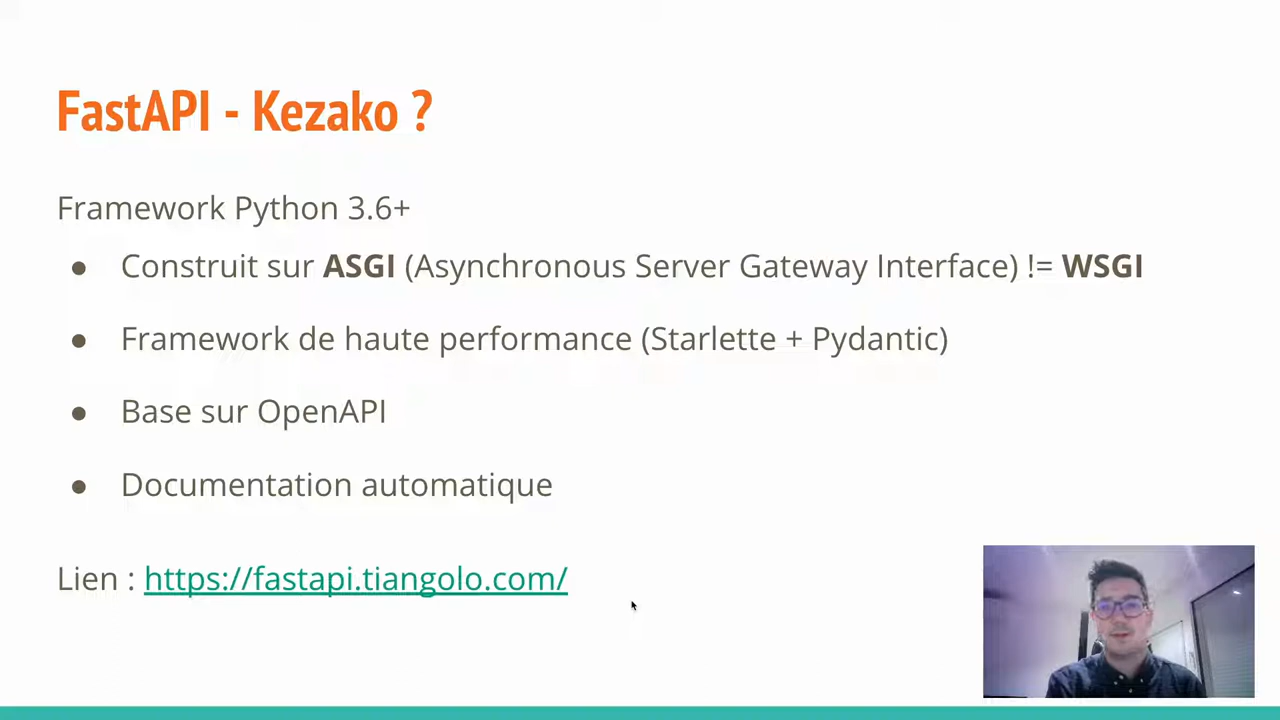 FastAPI - Kezako ?
Framework Python 3.6+
● Construit sur ASGI (Asynchronous Server Gateway Interface) != WSGI
● Framework de haute performance (Starlette + Pydantic)
● Base sur OpenAPI
● Documentation automatique
Lien : https://fastapi.tiangolo.com/